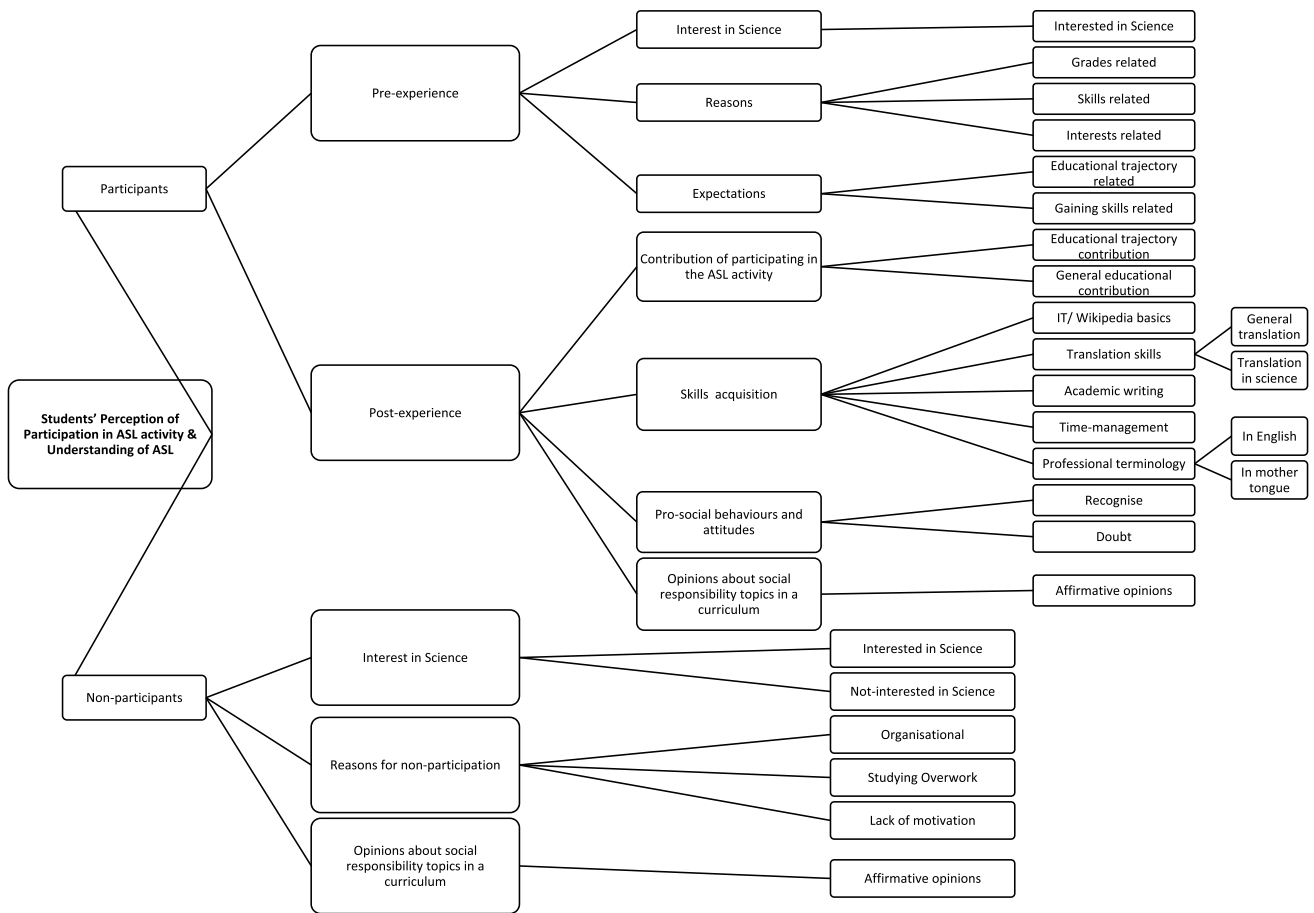 Students’ Perception of
Participation in ASL activity &
Understanding of ASL
Participants
Pre-experience
Interest in Science
Interested in Science
Reasons
Grades related
Skills related
Interests related
Expectations
Educational trajectory
related
Gaining skills related
Post-experience
Contribution of participating in
the ASL activity
Educational trajectory
contribution
General educational
contribution
Skills acquisition
IT/ Wikipedia basics
Translation skills
General
translation
Translation
in science
Academic writing
Time-management
Professional terminology
In English
In mother
tongue
Pro-social behaviours and
attitudes
Recognise
Doubt
Opinions about social
responsibility topics in a
curriculum
Affirmative opinions
Non-participants
Interest in Science
Interested in Science
Not-interested in Science
Reasons for non-participation
Organisational
Studying Overwork
Lack of motivation
Opinions about social
responsibility topics in a
curriculum
Affirmative opinions